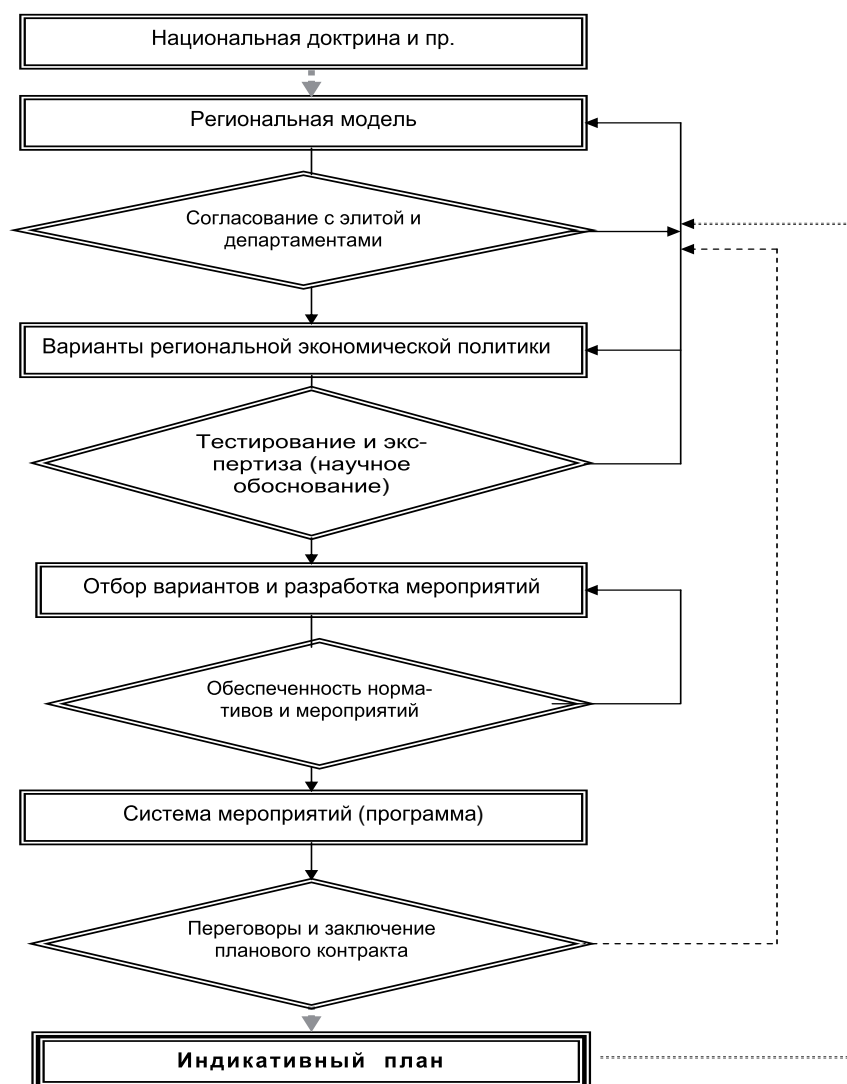 Национальная доктрина и пр.
Региональная модель
Согласование с элитой и
департаментами
Варианты региональной экономической политики
Тестирование и экс-
пертиза (научное
обоснование)
Отбор вариантов и разработка мероприятий
Обеспеченность норма-
тивов и мероприятий
Система мероприятий (программа)
Переговоры и заключение
планового контракта
Индикативный план